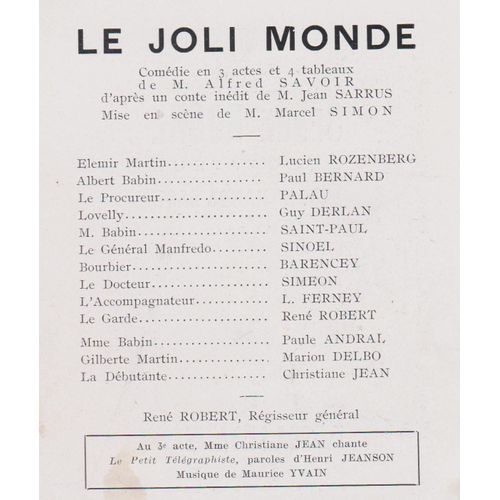 LE JOLI MONDE
Comédie en 3 actes et 4 tableaux
de M. Alfred SAVOIR
d'après un conte inédit de M. Jean SARRUS
Mise en scène de M. Marcel SIMON
Elemir Martin.................. Lucien ROZENBERG
Albert Babin.................... Paul BERNARD
Le Procureur.................... PALAU
Lovelly.......................... Guy DERLAN
M. Babin........................ SAINT-PAUL
Le Général Manfredo........ SINOEL
Bourbier......................... BARENCEY
Le Docteur...................... SIMEON
L'Accompagnateur............ L. FERNEY
Le Garde........................ René ROBERT
Mme Babin..................... Paule ANDRAL
Gilberte Martin................ Marion DELBO
La Débutante................... Christiane JEAN
René ROBERT, Régisseur général
Au 3e acte, Mme Christiane JEAN chante
Le Petit Télégraphiste, paroles d'Henri JEANSON
Musique de Maurice YVAIN